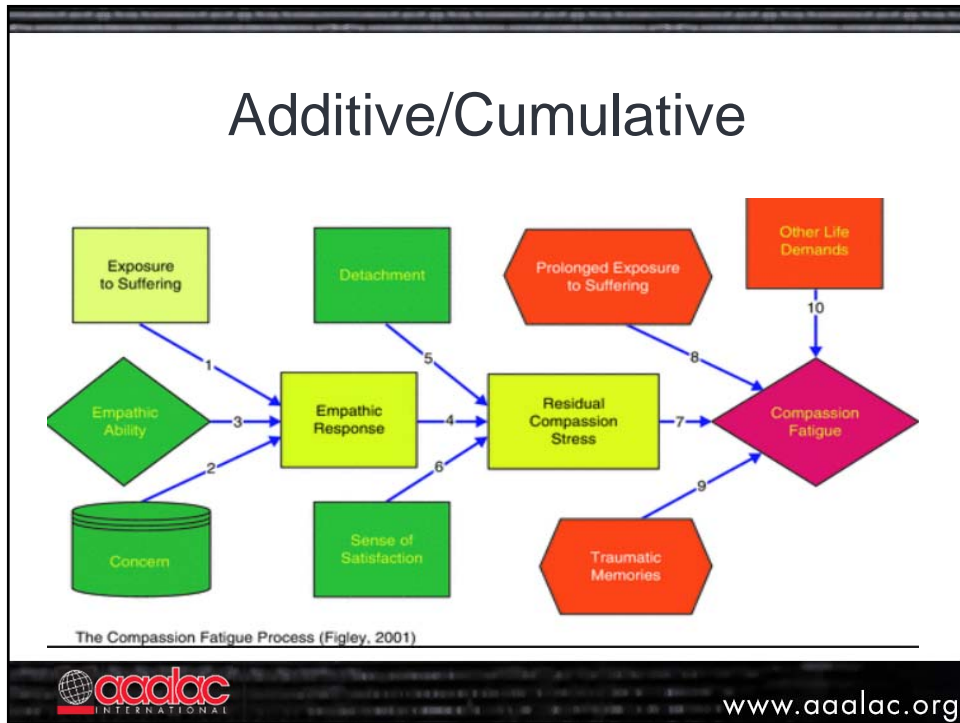 Additive/Cumulative
Exposure
to Suffering
Detachment
Prolonged Exposure
to Suffering
Other Life
Demands
10
1
5
8
Empathic
Ability
3
Empathic
Response
4
Residual
Compassion
Stress
7
Compassion
Fatigue
2
6
9
Concern
Sense of
Satisfaction
Traumatic
Memories
The Compassion Fatigue Process (Figley, 2001)
aaalac
INTERNATIONAL
www.aaalac.org